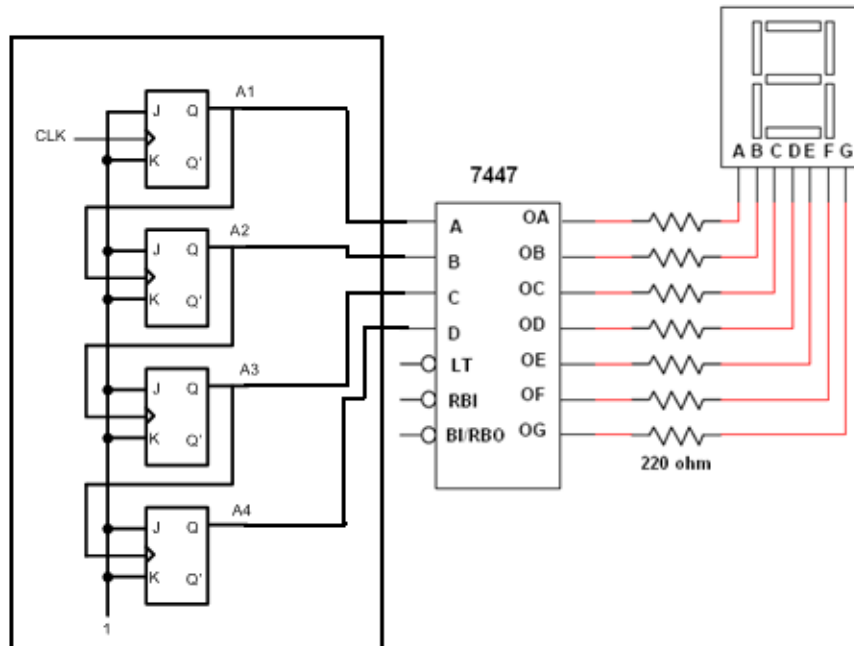 J Q A1
CLK
K Q'
J Q A2
K Q'
J Q A3
K Q'
J Q A4
K Q'
1
7447
A OA
B OB
C OC
D OD
LT OE
RBI OF
BI/RBO OG
220 ohm
A B C D E F G